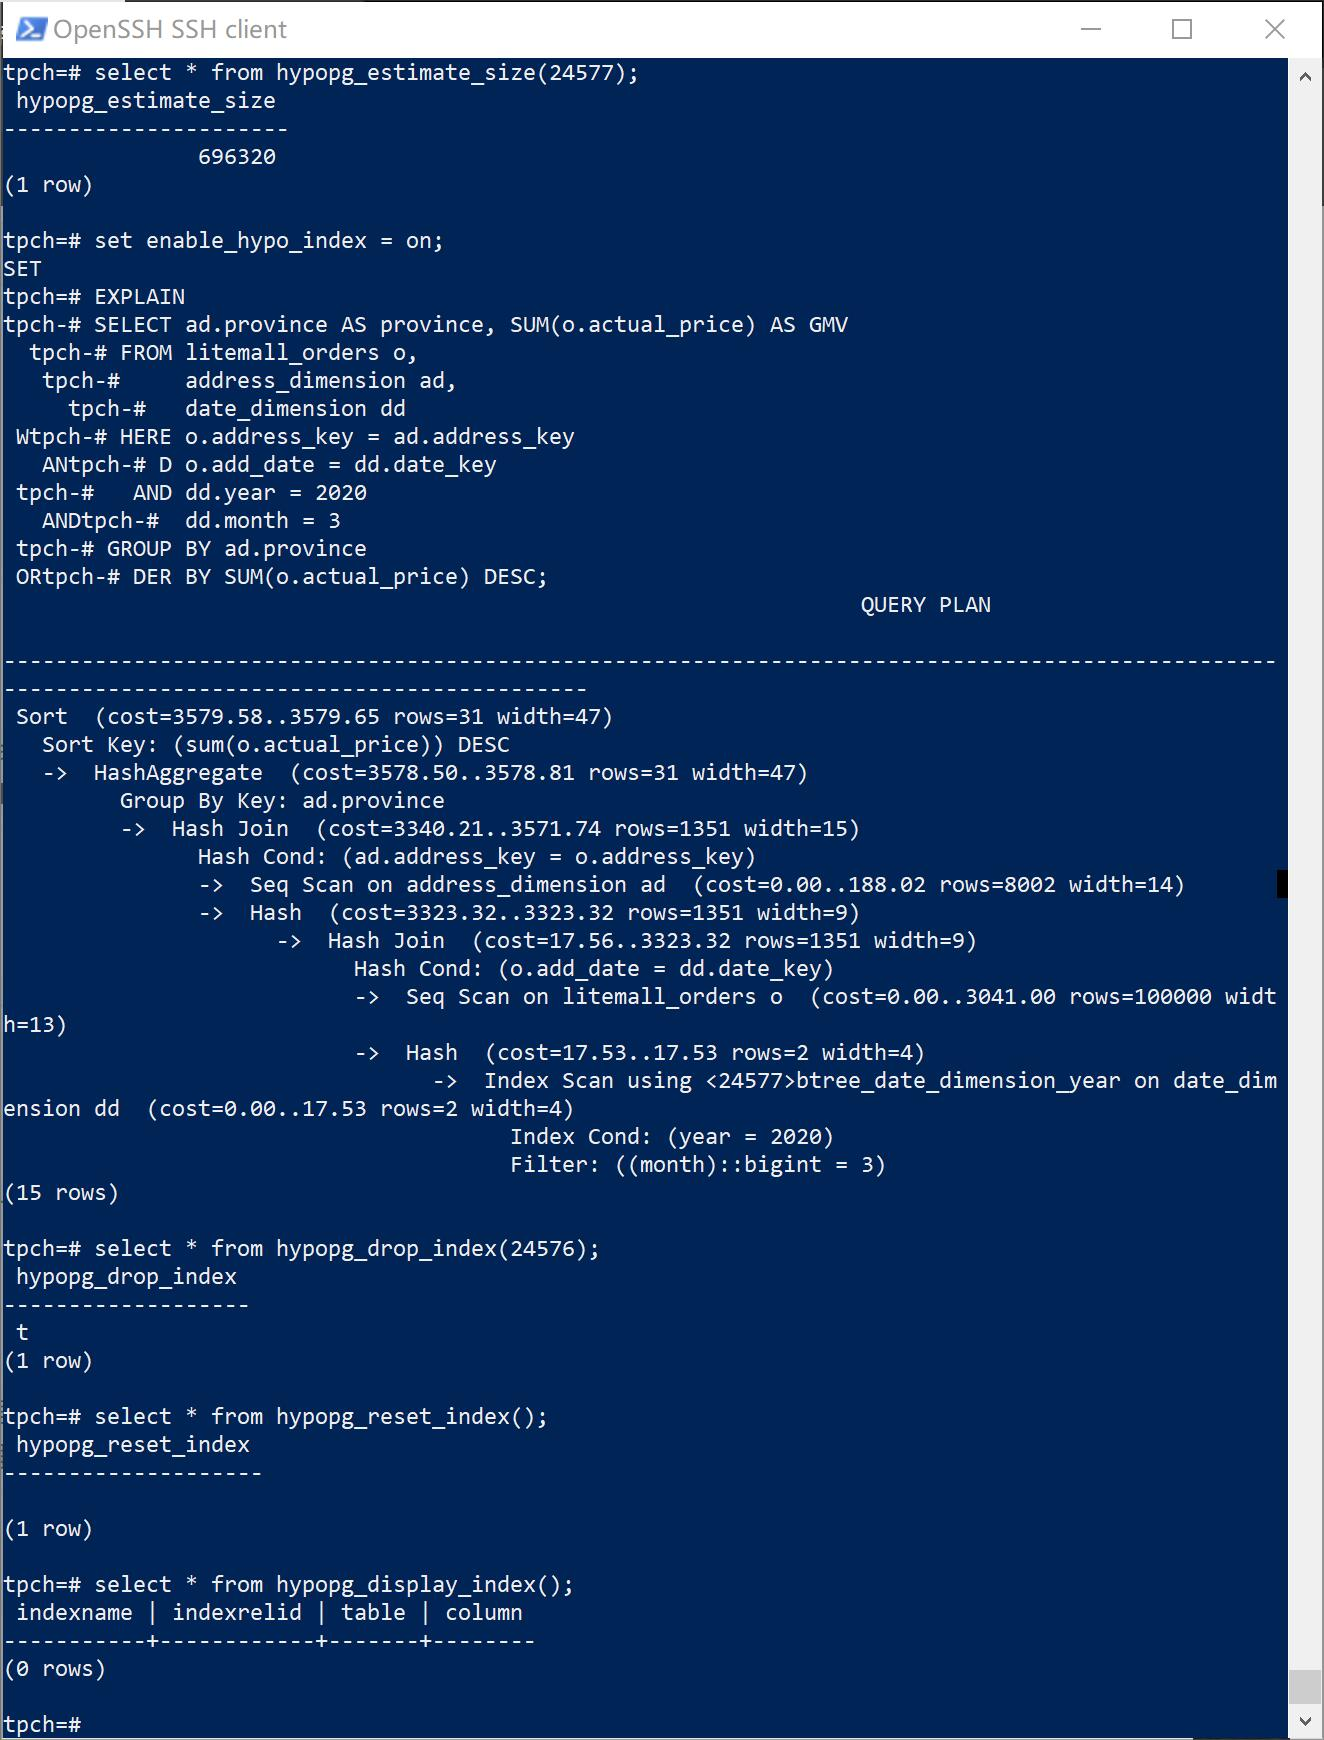 OpenSSH SSH client
tpch=# select * from hypopg_estimate_size(24577);
 hypopg_estimate_size
----------------------
               696320
(1 row)

tpch=# set enable_hypo_index = on;
SET
tpch=# EXPLAIN
tpch-# SELECT ad.province AS province, SUM(o.actual_price) AS GMV
  tpch-# FROM litemall_orders o,
   tpch-#     address_dimension ad,
     tpch-#   date_dimension dd
 Wtpch-# HERE o.address_key = ad.address_key
   ANtpch-# D o.add_date = dd.date_key
 tpch-#   AND dd.year = 2020
   ANDtpch-#  dd.month = 3
 tpch-# GROUP BY ad.province
 ORtpch-# DER BY SUM(o.actual_price) DESC;
                                                                  QUERY PLAN

--------------------------------------------------------------------------------------------------
---------------------------------------------
 Sort  (cost=3579.58..3579.65 rows=31 width=47)
   Sort Key: (sum(o.actual_price)) DESC
   ->  HashAggregate  (cost=3578.50..3578.81 rows=31 width=47)
         Group By Key: ad.province
         ->  Hash Join  (cost=3340.21..3571.74 rows=1351 width=15)
               Hash Cond: (ad.address_key = o.address_key)
               ->  Seq Scan on address_dimension ad  (cost=0.00..188.02 rows=8002 width=14)
               ->  Hash  (cost=3323.32..3323.32 rows=1351 width=9)
                     ->  Hash Join  (cost=17.56..3323.32 rows=1351 width=9)
                           Hash Cond: (o.add_date = dd.date_key)
                           ->  Seq Scan on litemall_orders o  (cost=0.00..3041.00 rows=100000 widt
h=13)
                           ->  Hash  (cost=17.53..17.53 rows=2 width=4)
                                 ->  Index Scan using <24577>btree_date_dimension_year on date_dim
ension dd  (cost=0.00..17.53 rows=2 width=4)
                                       Index Cond: (year = 2020)
                                       Filter: ((month)::bigint = 3)
(15 rows)

tpch=# select * from hypopg_drop_index(24576);
 hypopg_drop_index
-------------------
 t
(1 row)

tpch=# select * from hypopg_reset_index();
 hypopg_reset_index
--------------------

(1 row)

tpch=# select * from hypopg_display_index();
 indexname | indexrelid | table | column
-----------+------------+-------+--------
(0 rows)

tpch=#